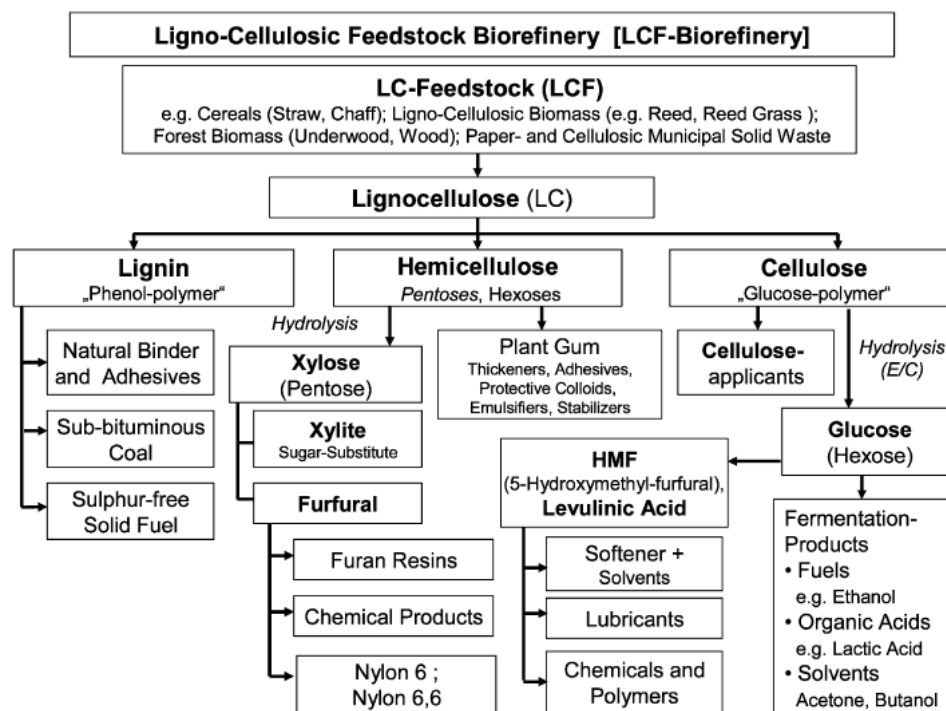 Ligno-Cellulosic Feedstock Biorefinery [LCF-Biorefinery]
LC-Feedstock (LCF)
e.g. Cereals (Straw, Chaff); Ligno-Cellulosic Biomass (e.g. Reed, Reed Grass );
Forest Biomass (Underwood, Wood); Paper- and Cellulosic Municipal Solid Waste
Lignocellulose (LC)
Lignin
„Phenol-polymer“
Hemicellulose
Pentoses, Hexoses
Cellulose
„Glucose-polymer“
Natural Binder
and Adhesives
Sub-bituminous
Coal
Sulphur-free
Solid Fuel
Hydrolysis
Xylose
(Pentose)
Xylite
Sugar-Substitute
Furfural
Furan Resins
Chemical Products
Nylon 6 ;
Nylon 6,6
Plant Gum
Thickeners, Adhesives,
Protective Colloids,
Emulsifiers, Stabilizers
Cellulose-
applicants
Hydrolysis
(E/C)
Glucose
(Hexose)
HMF
(5-Hydroxymethyl-furfural),
Levulinic Acid
Softener +
Solvents
Lubricants
Chemicals and
Polymers
Fermentation-
Products
• Fuels
e.g. Ethanol
• Organic Acids
e.g. Lactic Acid
• Solvents
Acetone, Butanol